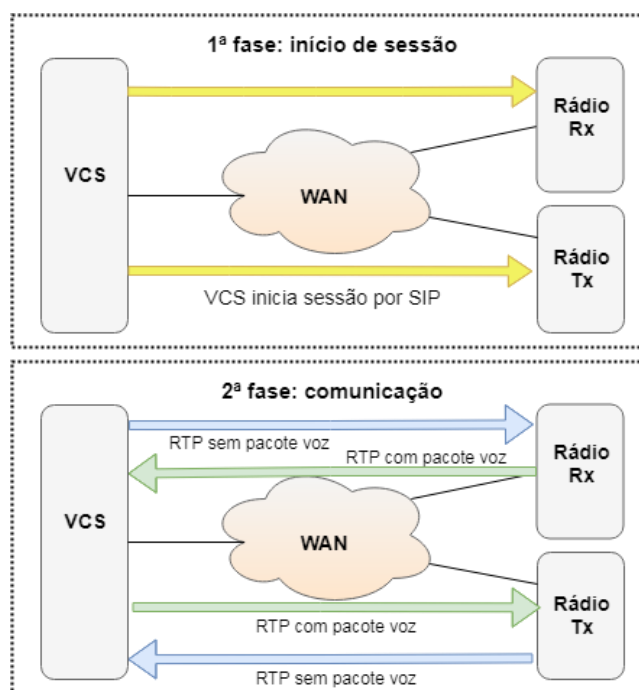 1ª fase: início de sessão
VCS
WAN
Rádio
Rx
Rádio
Tx
VCS inicia sessão por SIP
2ª fase: comunicação
RTP sem pacote voz
RTP com pacote voz
VCS
WAN
Rádio
Rx
Rádio
Tx
RTP com pacote voz
RTP sem pacote voz